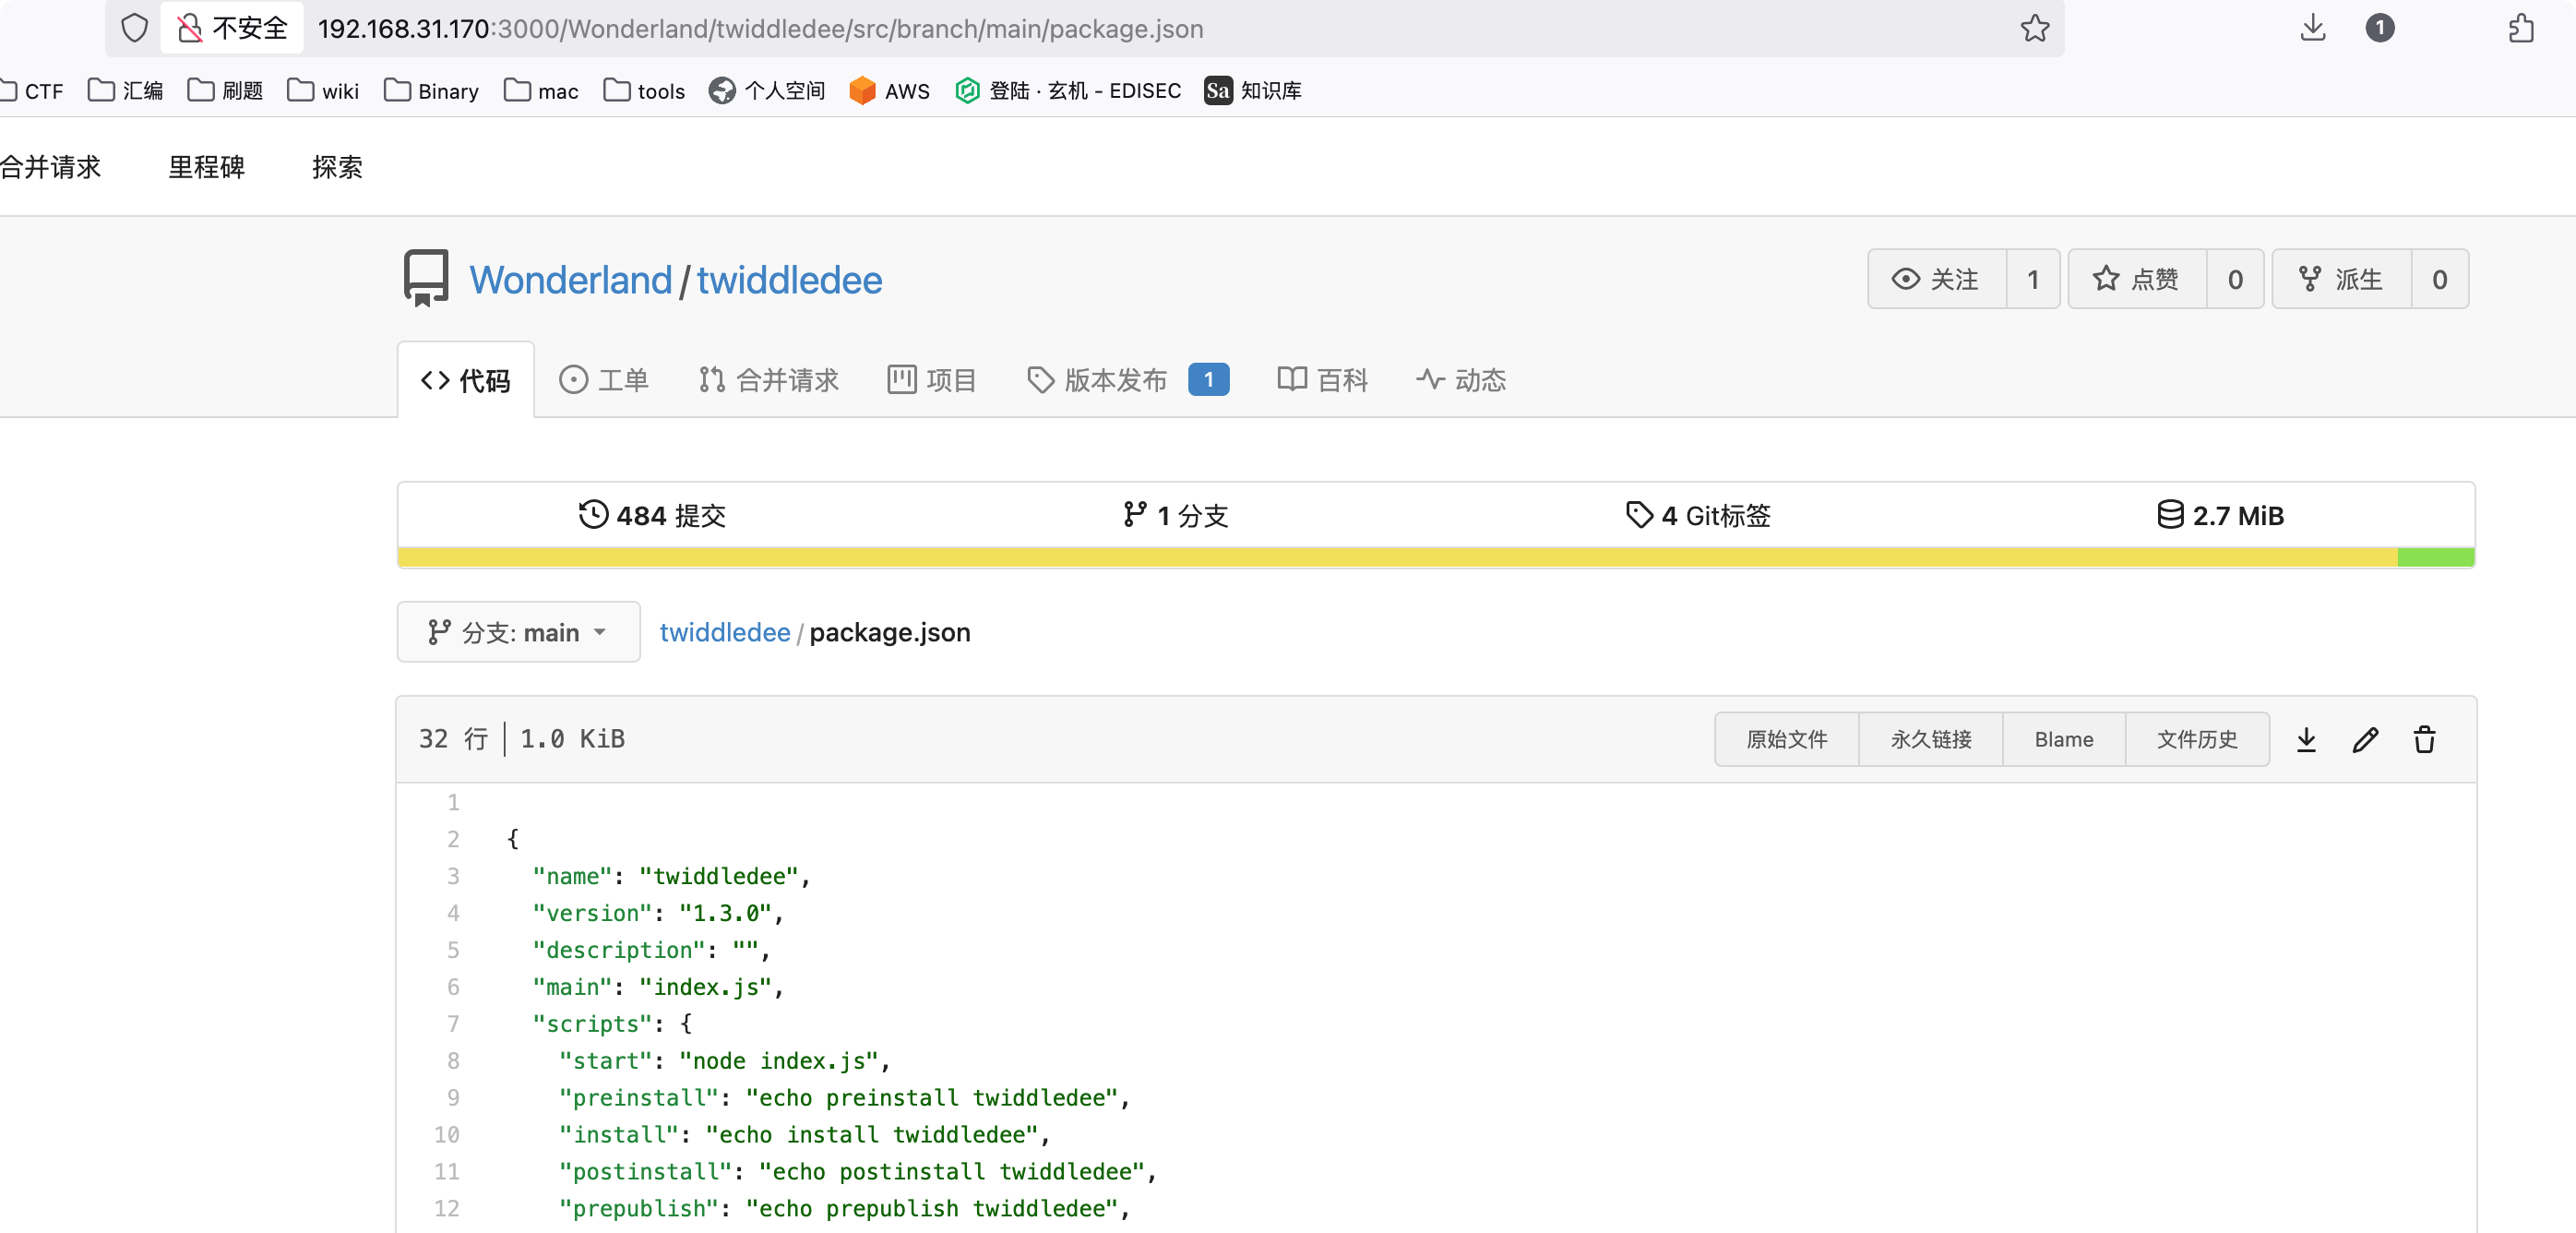 不安全 192.168.31.170:3000/Wonderland/twiddledee/src/branch/main/package.json 1
CTF 汇编 刷题 wiki Binary mac tools 个人空间 AWS 登陆 · 玄机 - EDISEC Sa 知识库
合并请求 里程碑 探索
Wonderland / twiddledee 关注 1 点赞 0 派生 0
代码 工单 合并请求 项目 版本发布 1 百科 动态
484 提交 1 分支 4 Git标签 2.7 MiB
分支: main twiddledee / package.json
32 行 1.0 KiB 原始文件 永久链接 Blame 文件历史
1
2 {
3 "name": "twiddledee",
4 "version": "1.3.0",
5 "description": "",
6 "main": "index.js",
7 "scripts": {
8 "start": "node index.js",
9 "preinstall": "echo preinstall twiddledee",
10 "install": "echo install twiddledee",
11 "postinstall": "echo postinstall twiddledee",
12 "prepublish": "echo prepublish twiddledee",